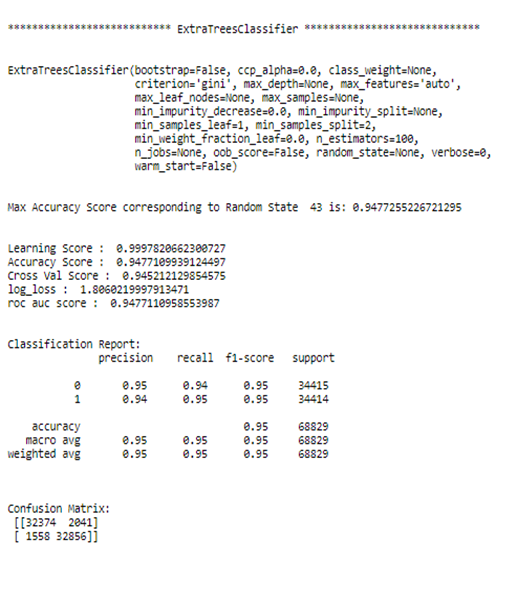 *************************** ExtraTreesClassifier *****************************
ExtraTreesClassifier(bootstrap=False, ccp_alpha=0.0, class_weight=None,
criterion='gini', max_depth=None, max_features='auto',
max_leaf_nodes=None, max_samples=None,
min_impurity_decrease=0.0, min_impurity_split=None,
min_samples_leaf=1, min_samples_split=2,
min_weight_fraction_leaf=0.0, n_estimators=100,
n_jobs=None, oob_score=False, random_state=None, verbose=0,
warm_start=False)
Max Accuracy Score corresponding to Random State  43 is: 0.9477255226721295
Learning Score :  0.9997820662300727
Accuracy Score :  0.9477109939124497
Cross Val Score :  0.945212129854575
log_loss :  1.8060219997913471
roc auc score :  0.9477110958553987
Classification Report:
precision    recall  f1-score   support
0       0.95      0.94      0.95     34415
1       0.94      0.95      0.95     34414
accuracy                           0.95     68829
macro avg       0.95      0.95      0.95     68829
weighted avg       0.95      0.95      0.95     68829
Confusion Matrix:
[[32374  2041]
[ 1558 32856]]